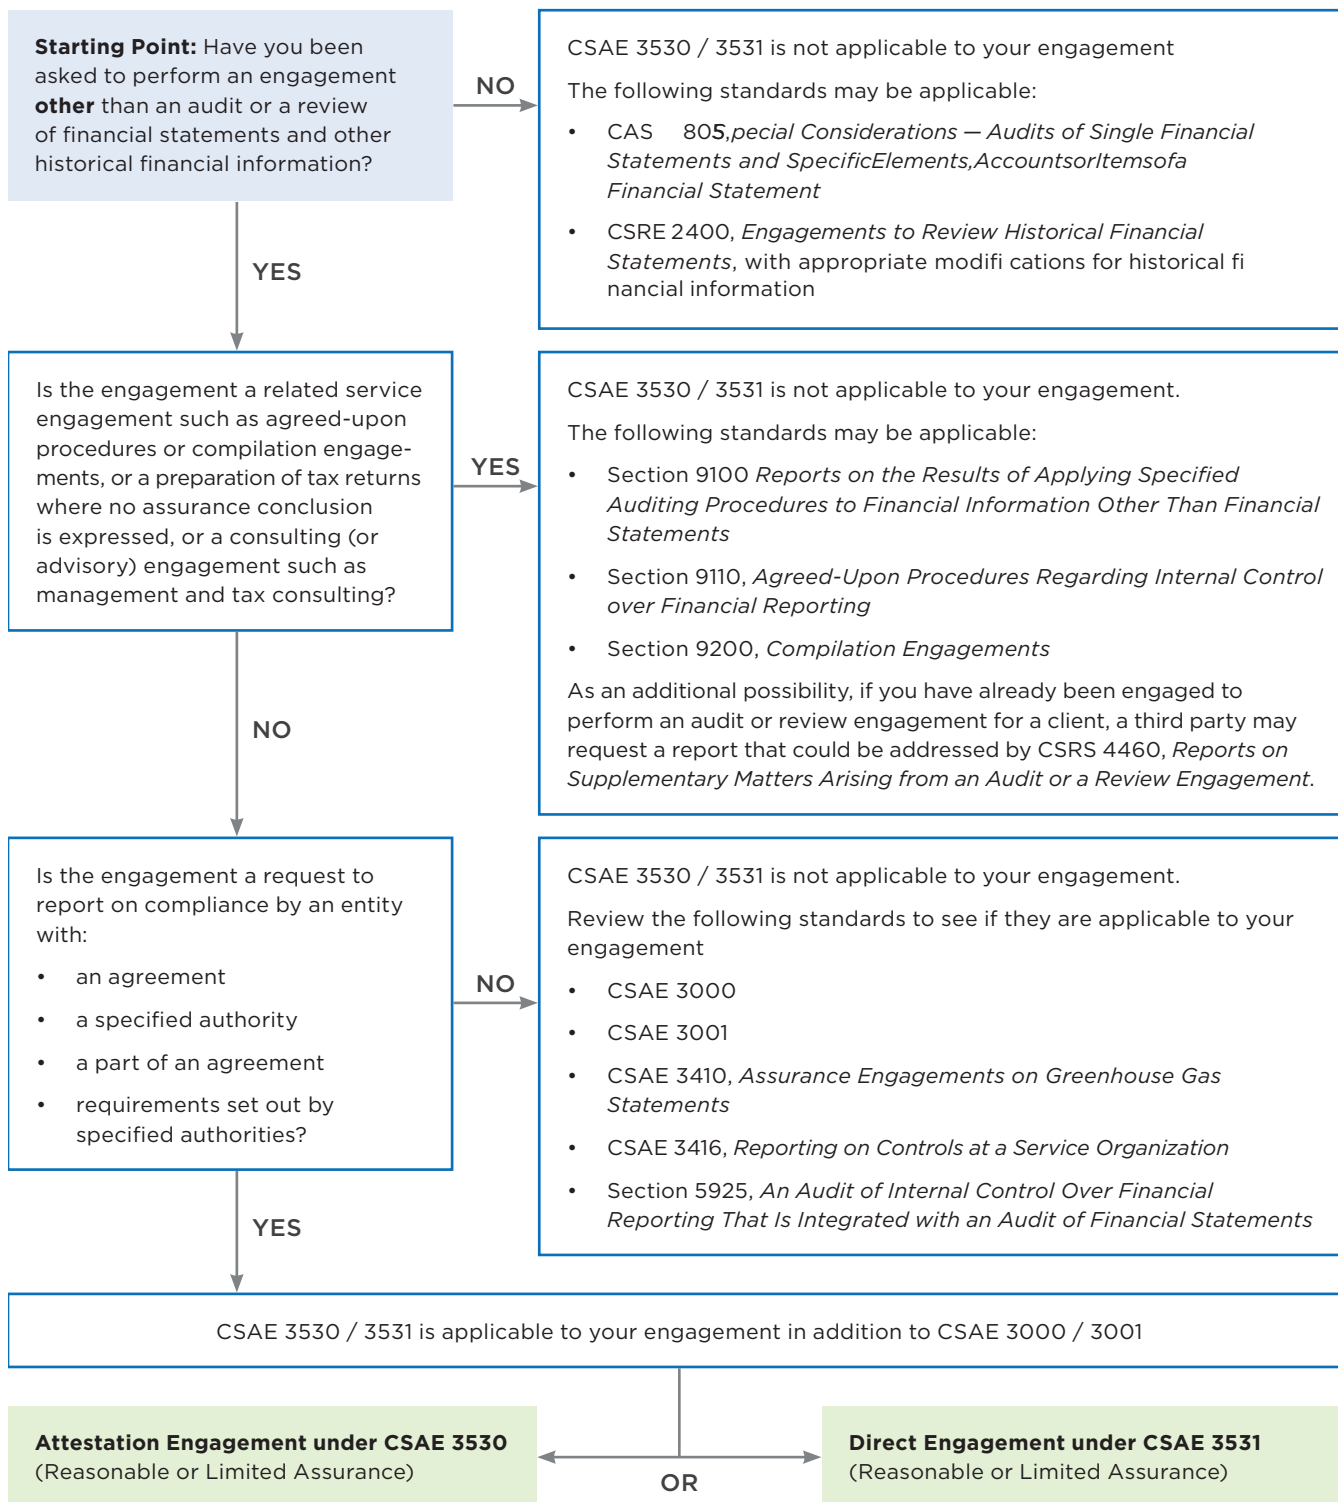 Starting Point: Have you been
asked to perform an engagement
other than an audit or a review
of financial statements and other
historical financial information?
NO
CSAE 3530 / 3531 is not applicable to your engagement
The following standards may be applicable:
• CAS 805,pecial Considerations — Audits of Single Financial
Statements and SpecificElements,AccountsorItemsofa
Financial Statement
• CSRE 2400, Engagements to Review Historical Financial
Statements, with appropriate modifi cations for historical fi
nancial information
YES
Is the engagement a related service
engagement such as agreed-upon
procedures or compilation engage-
ments, or a preparation of tax returns
where no assurance conclusion
is expressed, or a consulting (or
advisory) engagement such as
management and tax consulting?
YES
CSAE 3530 / 3531 is not applicable to your engagement.
The following standards may be applicable:
• Section 9100 Reports on the Results of Applying Specified
Auditing Procedures to Financial Information Other Than Financial
Statements
• Section 9110, Agreed-Upon Procedures Regarding Internal Control
over Financial Reporting
• Section 9200, Compilation Engagements
As an additional possibility, if you have already been engaged to
perform an audit or review engagement for a client, a third party may
request a report that could be addressed by CSRS 4460, Reports on
Supplementary Matters Arising from an Audit or a Review Engagement.
NO
Is the engagement a request to
report on compliance by an entity
with:
• an agreement
• a specified authority
• a part of an agreement
• requirements set out by
specified authorities?
NO
CSAE 3530 / 3531 is not applicable to your engagement.
Review the following standards to see if they are applicable to your
engagement
• CSAE 3000
• CSAE 3001
• CSAE 3410, Assurance Engagements on Greenhouse Gas
Statements
• CSAE 3416, Reporting on Controls at a Service Organization
• Section 5925, An Audit of Internal Control Over Financial
Reporting That Is Integrated with an Audit of Financial Statements
YES
CSAE 3530 / 3531 is applicable to your engagement in addition to CSAE 3000 / 3001
Attestation Engagement under CSAE 3530
(Reasonable or Limited Assurance)
OR
Direct Engagement under CSAE 3531
(Reasonable or Limited Assurance)